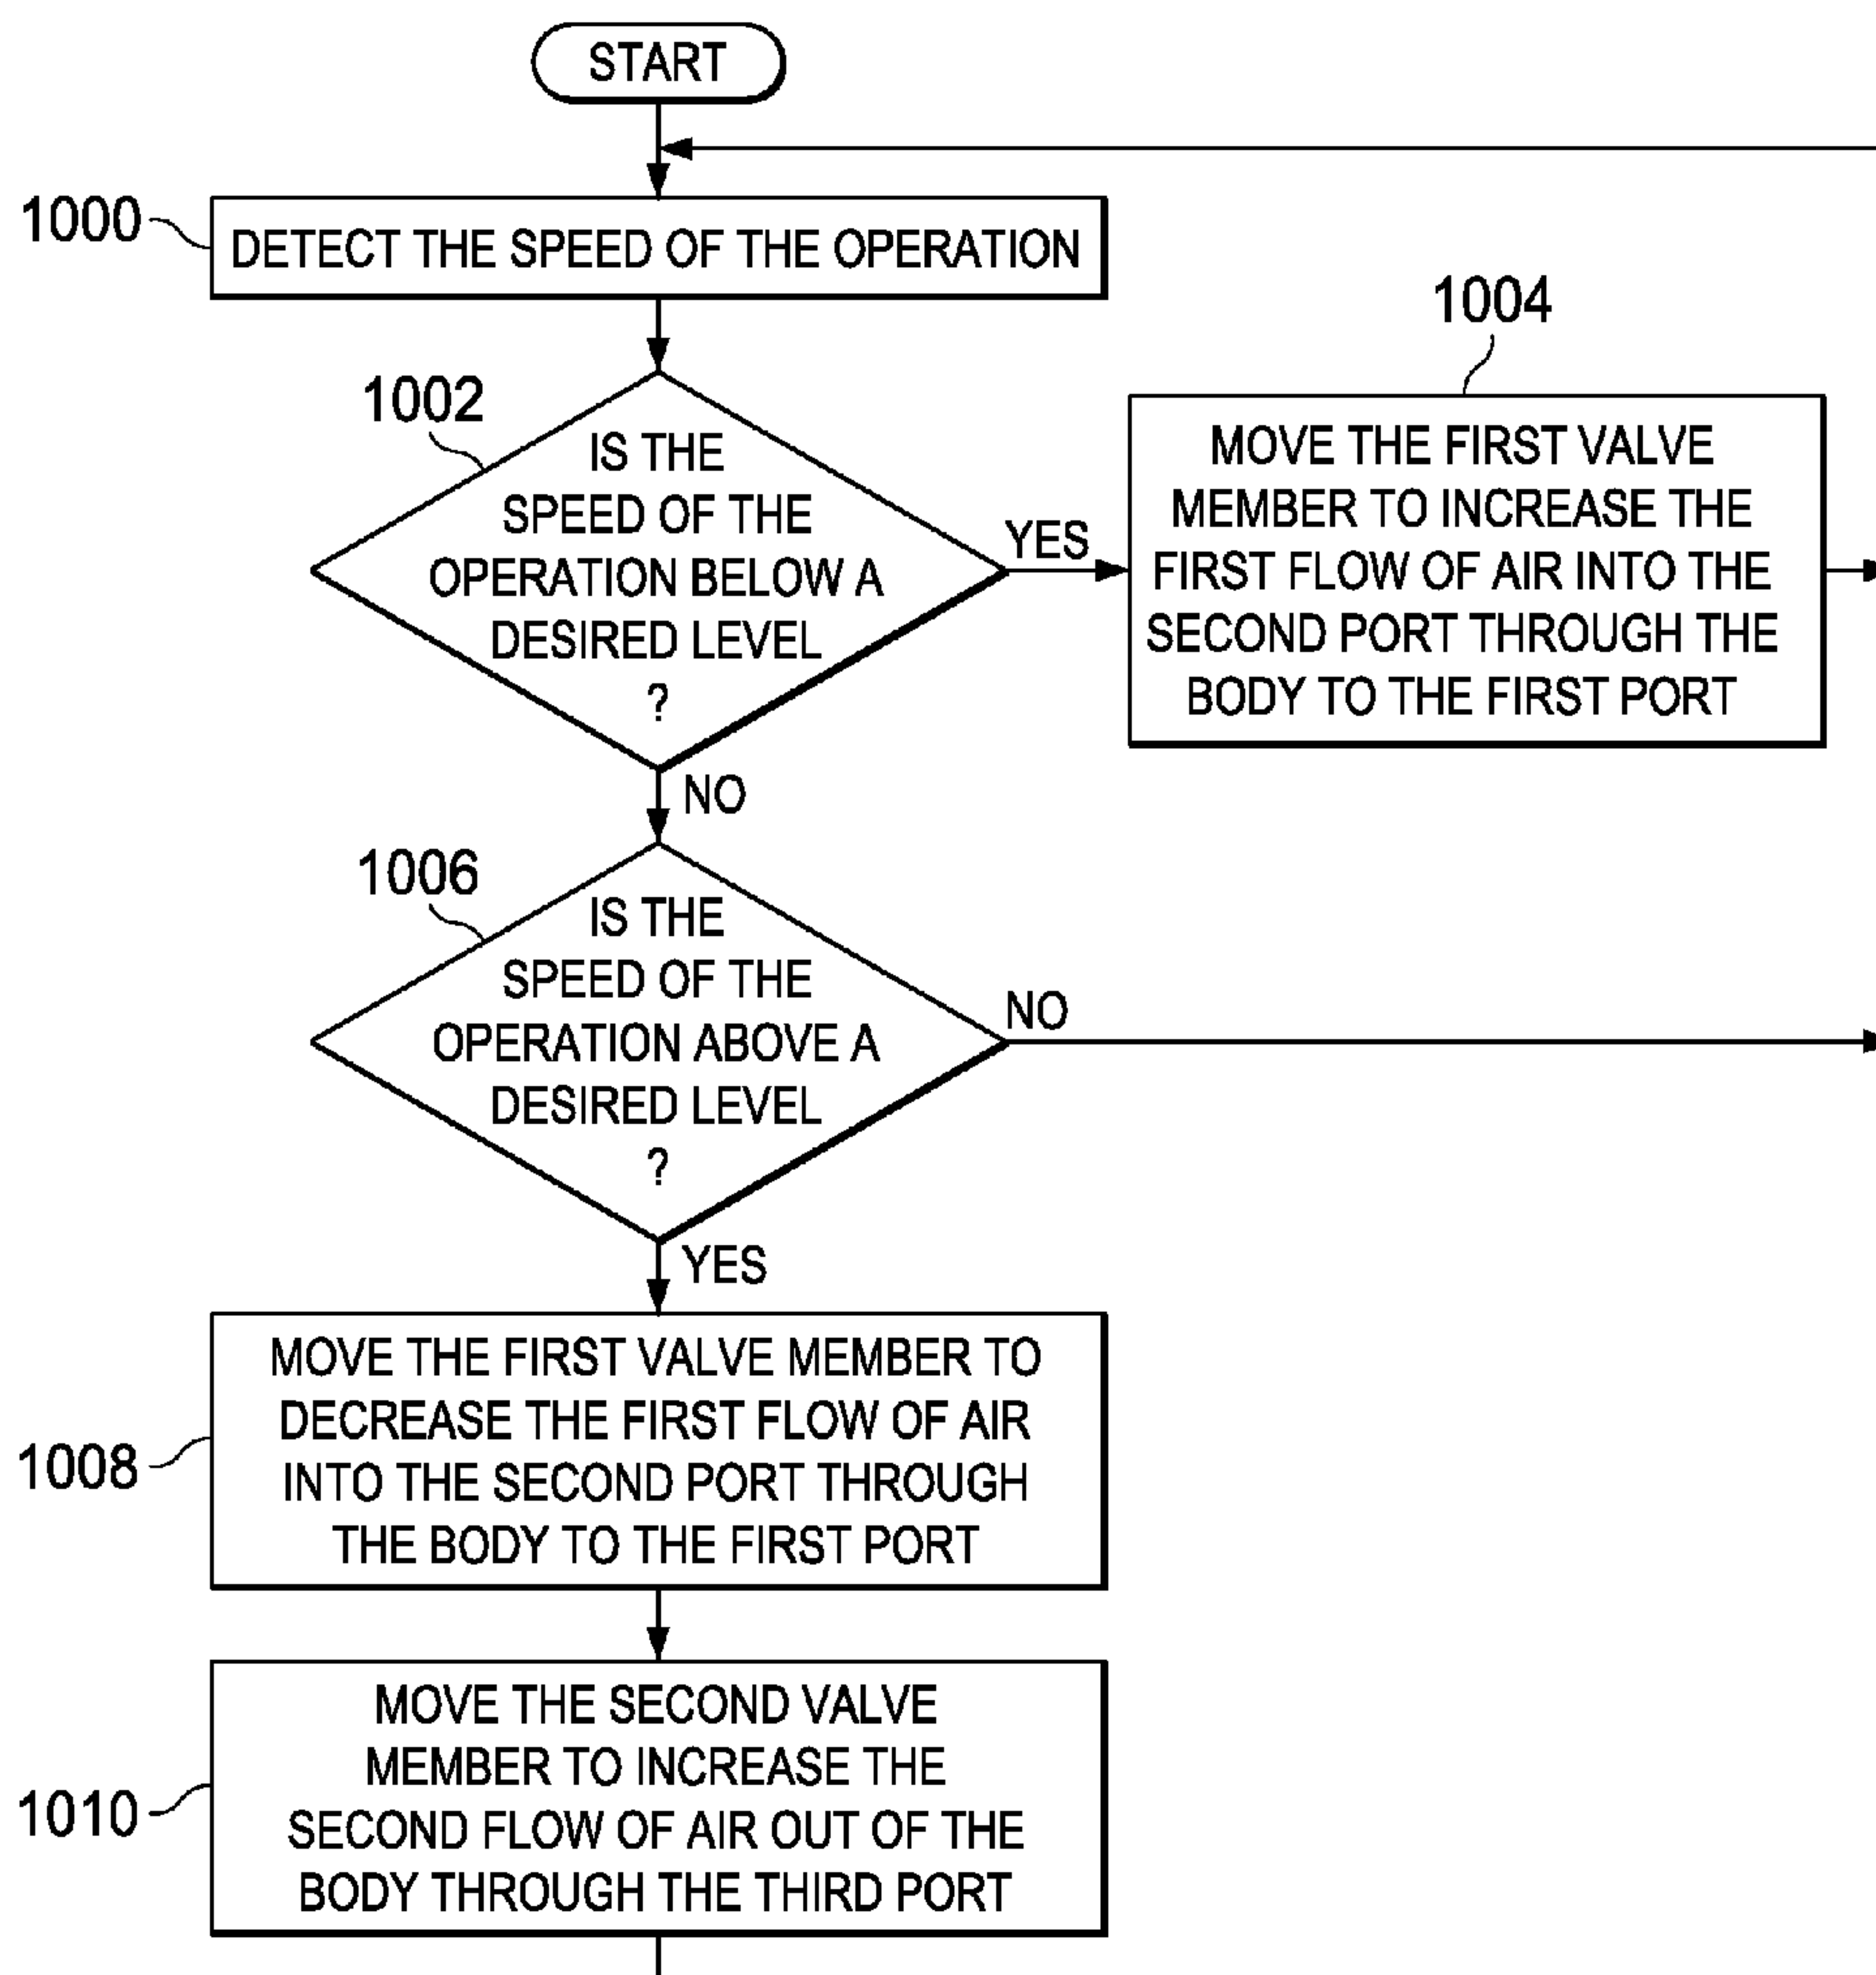 START
1000
DETECT THE SPEED OF THE OPERATION
1002
IS THE
SPEED OF THE
OPERATION BELOW A
DESIRED LEVEL
?
YES
1004
MOVE THE FIRST VALVE
MEMBER TO INCREASE THE
FIRST FLOW OF AIR INTO THE
SECOND PORT THROUGH THE
BODY TO THE FIRST PORT
NO
1006
IS THE
SPEED OF THE
OPERATION ABOVE A
DESIRED LEVEL
?
NO
YES
1008
MOVE THE FIRST VALVE MEMBER TO
DECREASE THE FIRST FLOW OF AIR
INTO THE SECOND PORT THROUGH
THE BODY TO THE FIRST PORT
1010
MOVE THE SECOND VALVE
MEMBER TO INCREASE THE
SECOND FLOW OF AIR OUT OF THE
BODY THROUGH THE THIRD PORT